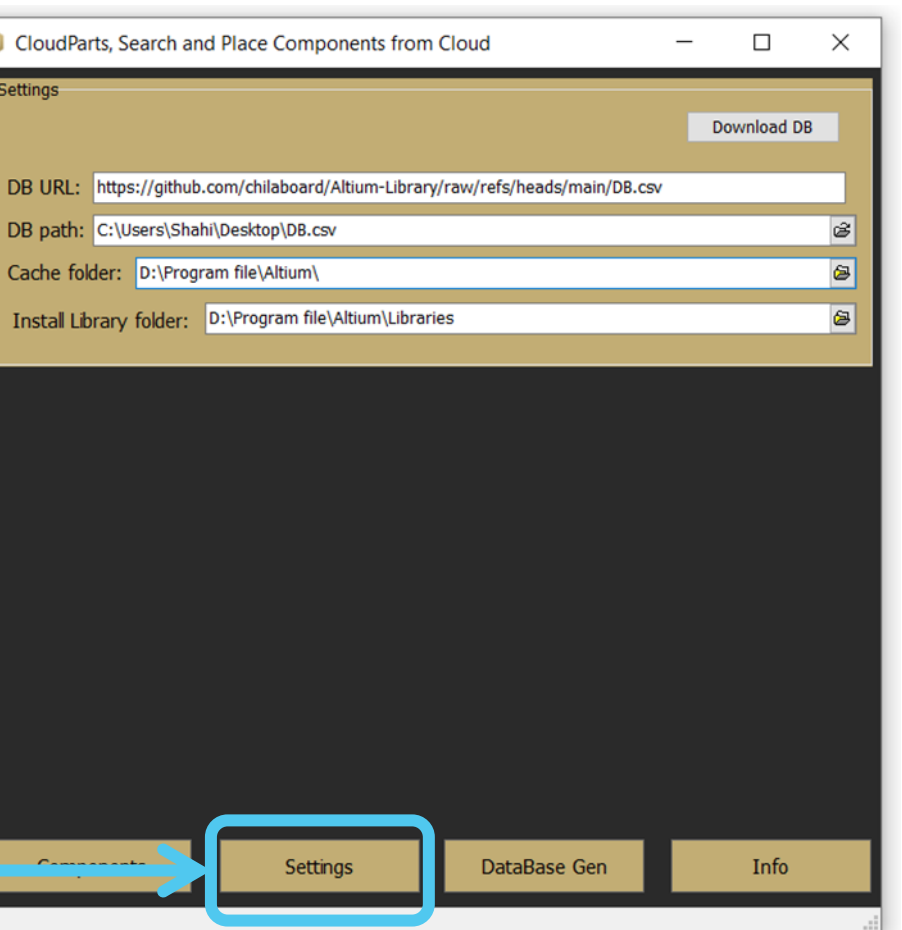 CloudParts, Search and Place Components from Cloud
Settings
Download DB
DB URL: https://github.com/chilaboard/Altium-Library/raw/refs/heads/main/DB.csv
DB path: C:\Users\Shahi\Desktop\DB.csv
Cache folder: D:\Program file\Altium\
Install Library folder: D:\Program file\Altium\Libraries
Components Settings DataBase Gen Info